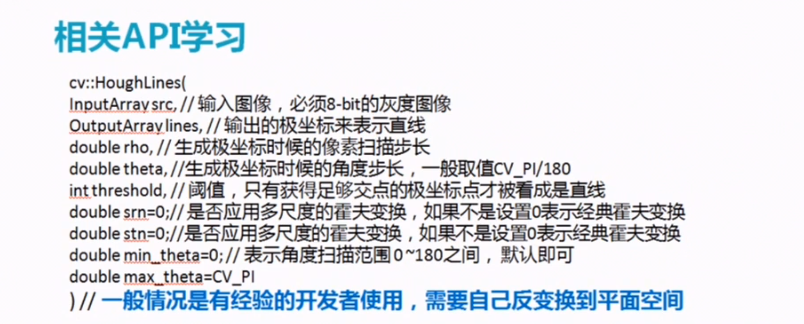 相关API学习
cv::HoughLines(
InputArray src, // 输入图像，必须8-bit的灰度图像
OutputArray lines, // 输出的极坐标来表示直线
double rho, // 生成极坐标时候的像素扫描步长
double theta, //生成极坐标时候的角度步长，一般取值CV_PI/180
int threshold, // 阈值，只有获得足够交点的极坐标点才被看成是直线
double srn=0;// 是否应用多尺度的霍夫变换，如果不是设置0表示经典霍夫变换
double stn=0;//是否应用多尺度的霍夫变换，如果不是设置0表示经典霍夫变换
double min_theta=0; // 表示角度扫描范围 0 ~180之间， 默认即可
double max_theta=CV_PI
) // 一般情况是有经验的开发者使用，需要自己反变换到平面空间